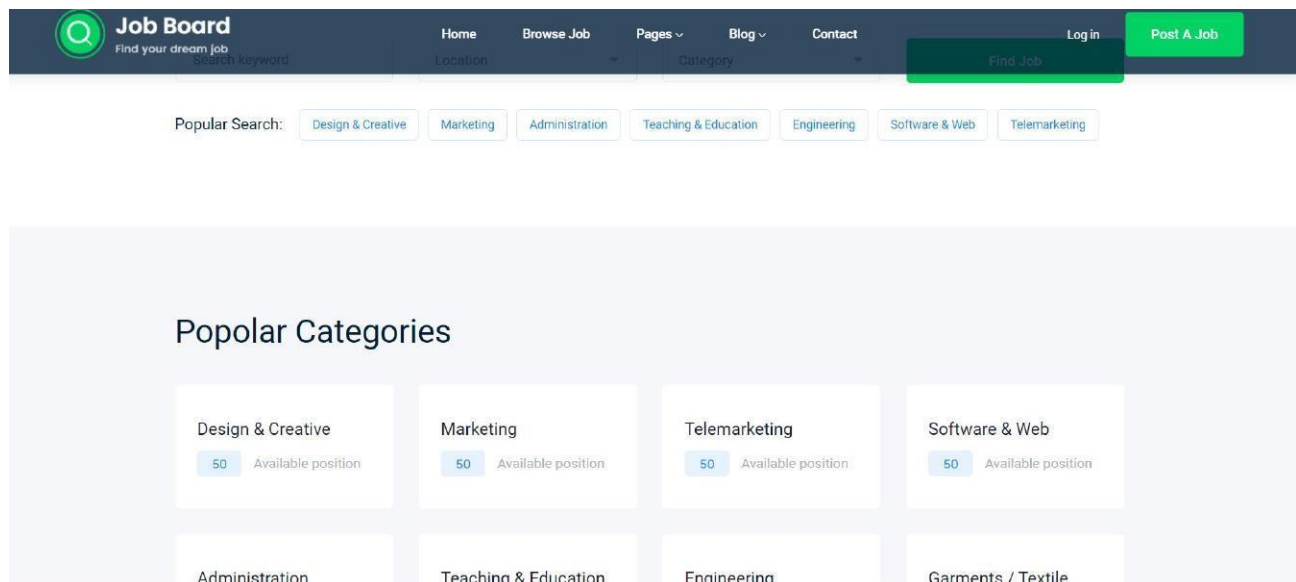 Job Board
Find your dream job
Home Browse Job Pages Blog Contact Log in Post A Job
Search keyword Location Category Find Job
Popular Search: Design & Creative Marketing Administration Teaching & Education Engineering Software & Web Telemarketing
Popolar Categories
Design & Creative Marketing Telemarketing Software & Web
50 Available position 50 Available position 50 Available position 50 Available position
Administration Teaching & Education Engineering Garments / Textile